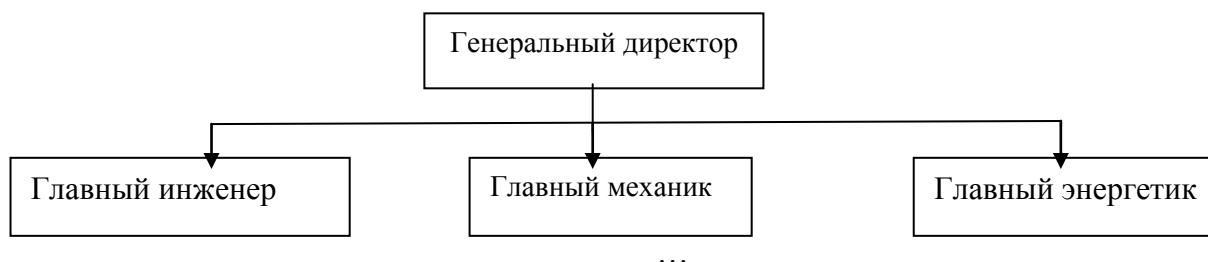 Генеральный директор
Главный инженер
Главный механик
Главный энергетик
…